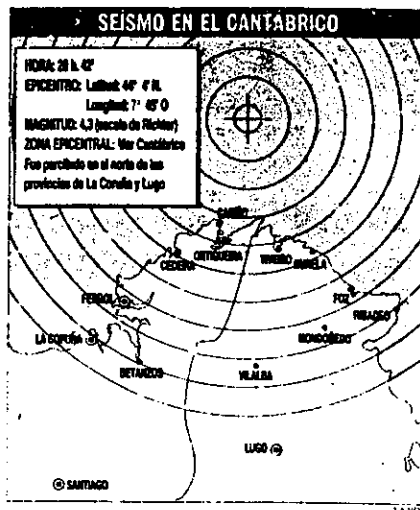 SEÍSMO EN EL CANTÁBRICO
HORA: 20 h. 42'
EPICENTRO: Latitud: 44° 4' N.
Longitud: 7° 46' O
MAGNITUD: 4,3 (escala de Richter)
ZONA EPICENTRAL: Mar Cantábrico
Fue percibido en el norte de las
provincias de La Coruña y Lugo
CARIÑO
ORTIGUEIRA
CEDEIRA
VIVEIRO
FERROL
FOZ
RIBADEO
LA CORUÑA
MONDOÑEDO
BETANZOS
VILALBA
LUGO
SANTIAGO